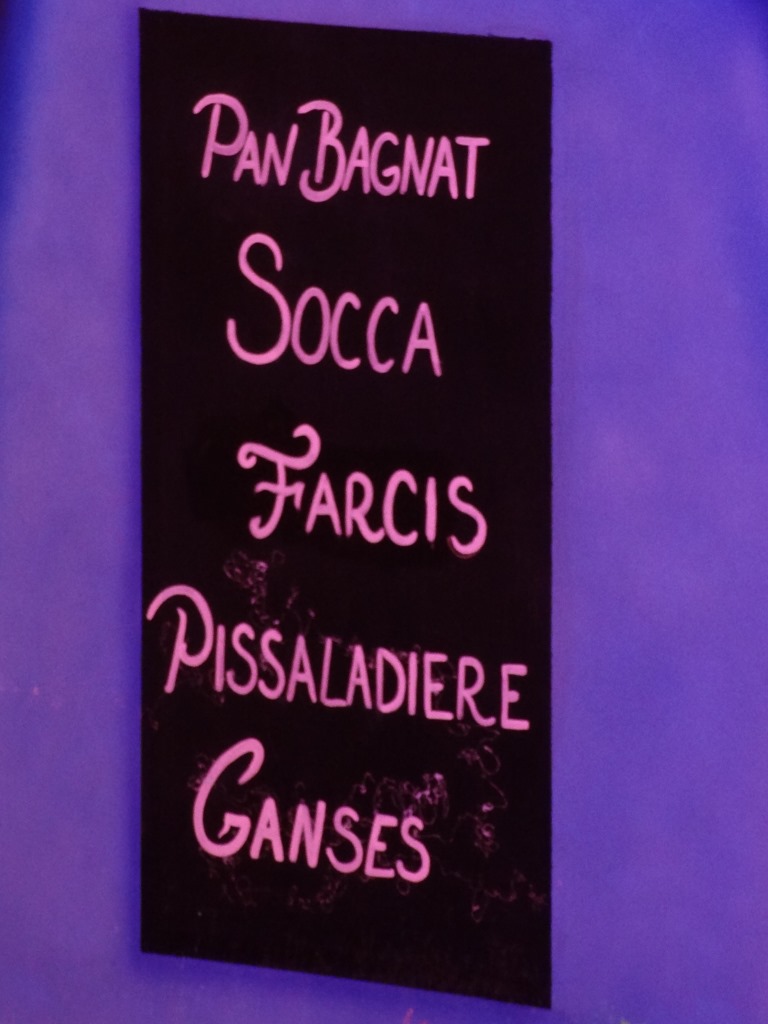 PAN BAGNAT
SOCCA
FARCIS
PISSALADIERE
GANSES